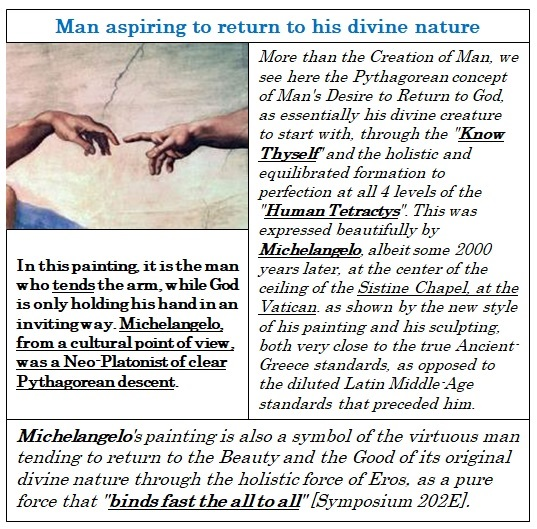 Man aspiring to return to his divine nature
More than the Creation of Man, we
see here the Pythagorean concept
of Man's Desire to Return to God,
as essentially his divine creature
to start with, through the "Know
Thyself" and the holistic and
equilibrated formation to
perfection at all 4 levels of the
"Human Tetractys". This was
expressed beautifully by
Michelangelo, albeit some 2000
years later, at the center of the
ceiling of the Sistine Chapel, at the
Vatican. as shown by the new style
of his painting and his sculpting,
both very close to the true Ancient-
Greece standards, as opposed to
the diluted Latin Middle-Age
standards that preceded him.
In this painting, it is the man
who tends the arm, while God
is only holding his hand in an
inviting way. Michelangelo,
from a cultural point of view,
was a Neo-Platonist of clear
Pythagorean descent.
Michelangelo's painting is also a symbol of the virtuous man
tending to return to the Beauty and the Good of its original
divine nature through the holistic force of Eros, as a pure
force that "binds fast the all to all" [Symposium 202E].